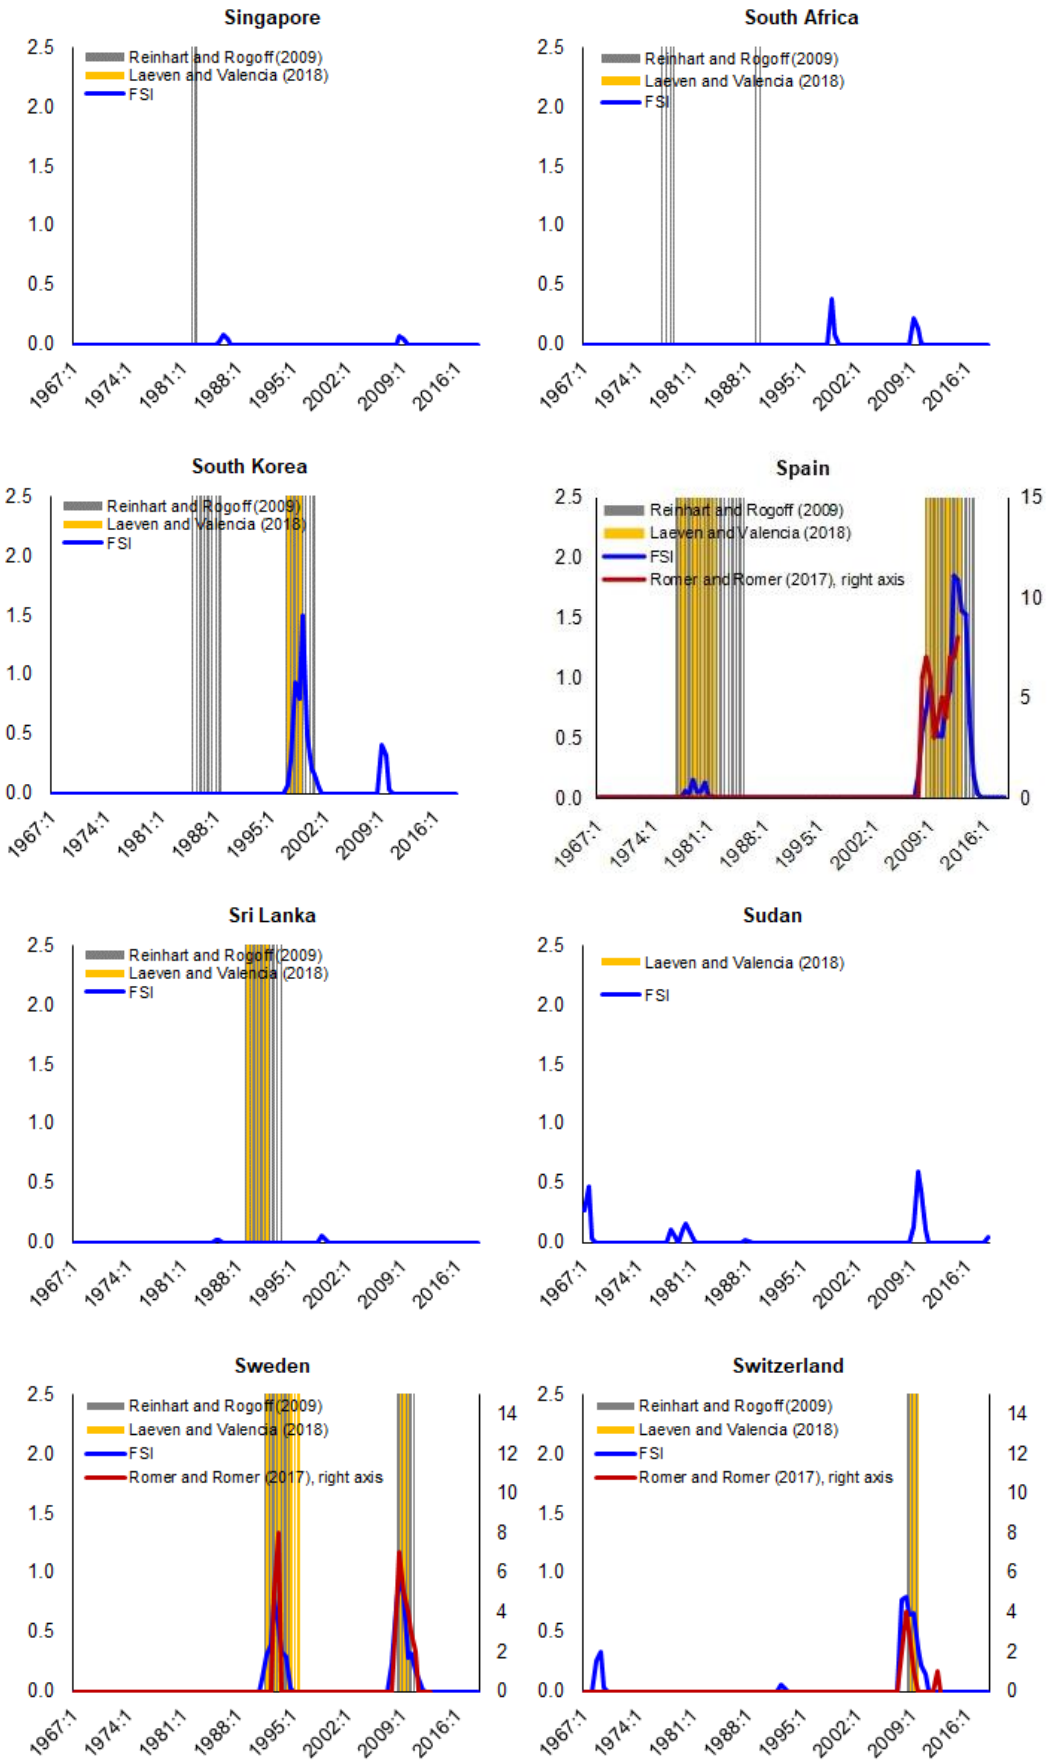 Singapore
2.5
2.0
1.5
1.0
0.5
0.0
Reinhart and Rogoff (2009)
Laeven and Valencia (2018)
FSI
1967:1 1974:1 1981:1 1988:1 1995:1 2002:1 2009:1 2016:1
South Africa
2.5
2.0
1.5
1.0
0.5
0.0
Reinhart and Rogoff (2009)
Laeven and Valencia (2018)
FSI
1967:1 1974:1 1981:1 1988:1 1995:1 2002:1 2009:1 2016:1
South Korea
2.5
2.0
1.5
1.0
0.5
0.0
Reinhart and Rogoff (2009)
Laeven and Valencia (2018)
FSI
1967:1 1974:1 1981:1 1988:1 1995:1 2002:1 2009:1 2016:1
Spain
2.5
2.0
1.5
1.0
0.5
0.0
Reinhart and Rogoff (2009)
Laeven and Valencia (2018)
FSI
Romer and Romer (2017), right axis
15
10
5
0
1967:1 1974:1 1981:1 1988:1 1995:1 2002:1 2009:1 2016:1
Sri Lanka
2.5
2.0
1.5
1.0
0.5
0.0
Reinhart and Rogoff (2009)
Laeven and Valencia (2018)
FSI
1967:1 1974:1 1981:1 1988:1 1995:1 2002:1 2009:1 2016:1
Sudan
2.5
2.0
1.5
1.0
0.5
0.0
Laeven and Valencia (2018)
FSI
1967:1 1974:1 1981:1 1988:1 1995:1 2002:1 2009:1 2016:1
Sweden
2.5
2.0
1.5
1.0
0.5
0.0
Reinhart and Rogoff (2009)
Laeven and Valencia (2018)
FSI
Romer and Romer (2017), right axis
14
12
10
8
6
4
2
0
1967:1 1974:1 1981:1 1988:1 1995:1 2002:1 2009:1 2016:1
Switzerland
2.5
2.0
1.5
1.0
0.5
0.0
Reinhart and Rogoff (2009)
Laeven and Valencia (2018)
FSI
Romer and Romer (2017), right axis
14
12
10
8
6
4
2
0
1967:1 1974:1 1981:1 1988:1 1995:1 2002:1 2009:1 2016:1